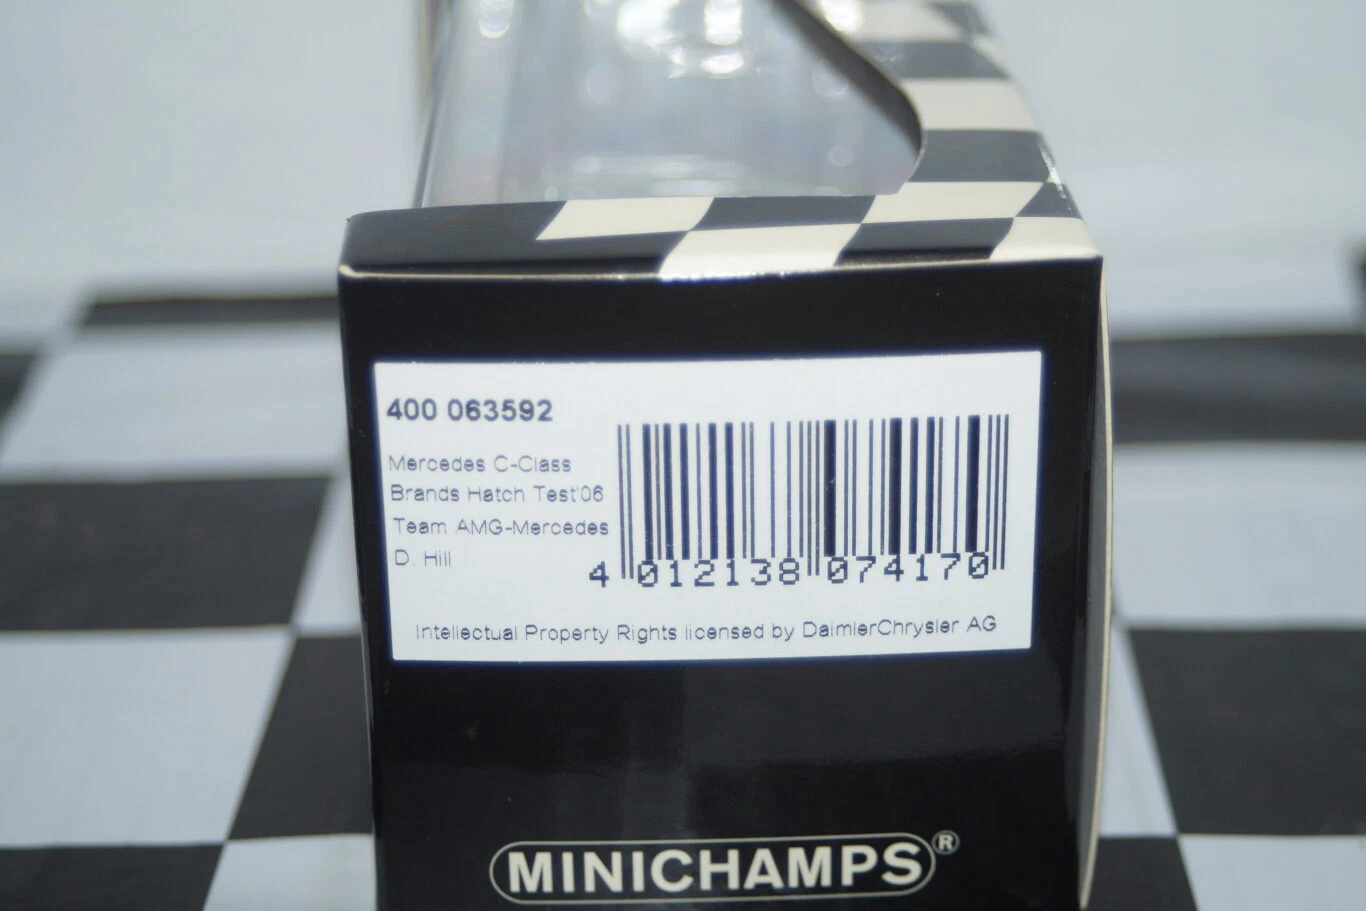 400 063592
Mercedes C-Class
Brands Hatch Test'06
Team AMG-Mercedes
D. Hill
4 012138 074170
Intellectual Property Rights licensed by DaimlerChrysler AG
MINICHAMPS®